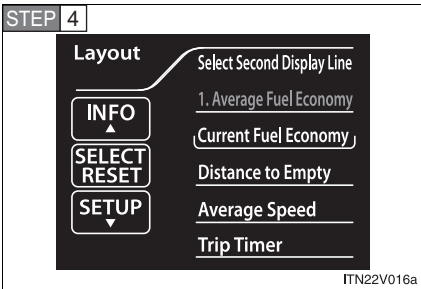 STEP 4
Layout
INFO
▲
SELECT
RESET
SETUP
▼
Select Second Display Line
1. Average Fuel Economy
Current Fuel Economy
Distance to Empty
Average Speed
Trip Timer
ITN22V016a